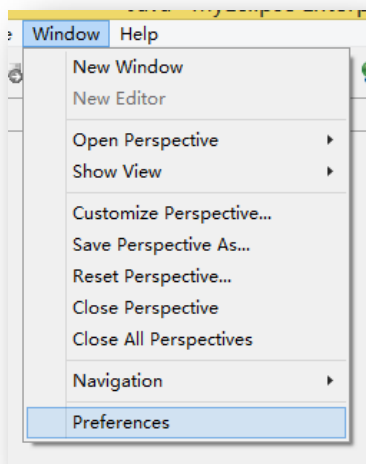 Window Help
New Window
New Editor
Open Perspective
Show View
Customize Perspective...
Save Perspective As...
Reset Perspective...
Close Perspective
Close All Perspectives
Navigation
Preferences